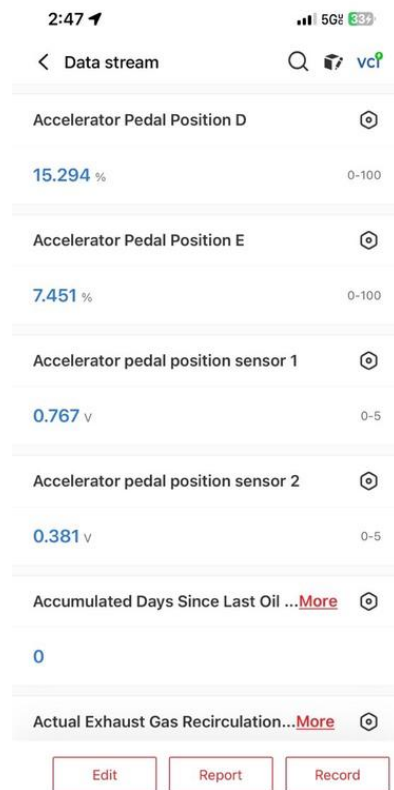 2:47 5G 33
Data stream vci
Accelerator Pedal Position D
15.294 % 0-100
Accelerator Pedal Position E
7.451 % 0-100
Accelerator pedal position sensor 1
0.767 V 0-5
Accelerator pedal position sensor 2
0.381 V 0-5
Accumulated Days Since Last Oil ...More
0
Actual Exhaust Gas Recirculation...More
Edit Report Record